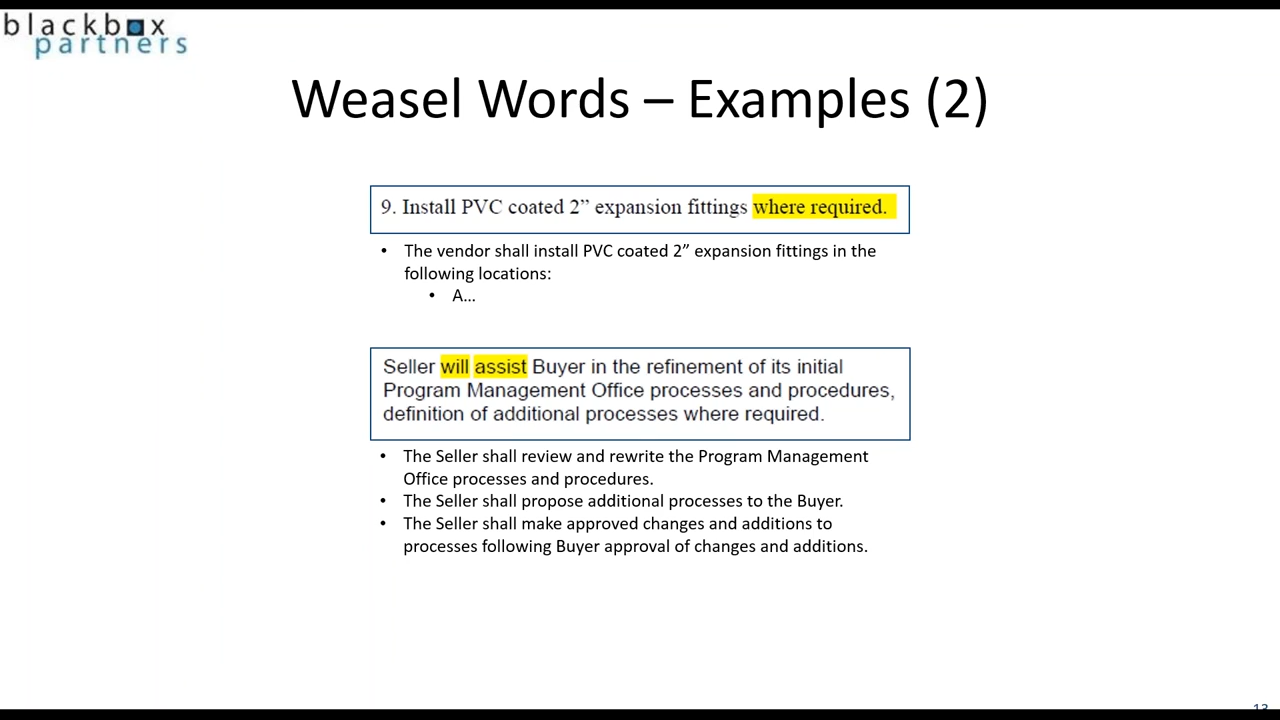 blackbox
partners
Weasel Words – Examples (2)
9. Install PVC coated 2” expansion fittings where required.
• The vendor shall install PVC coated 2” expansion fittings in the
following locations:
• A…
Seller will assist Buyer in the refinement of its initial
Program Management Office processes and procedures,
definition of additional processes where required.
• The Seller shall review and rewrite the Program Management
Office processes and procedures.
• The Seller shall propose additional processes to the Buyer.
• The Seller shall make approved changes and additions to
processes following Buyer approval of changes and additions.
13